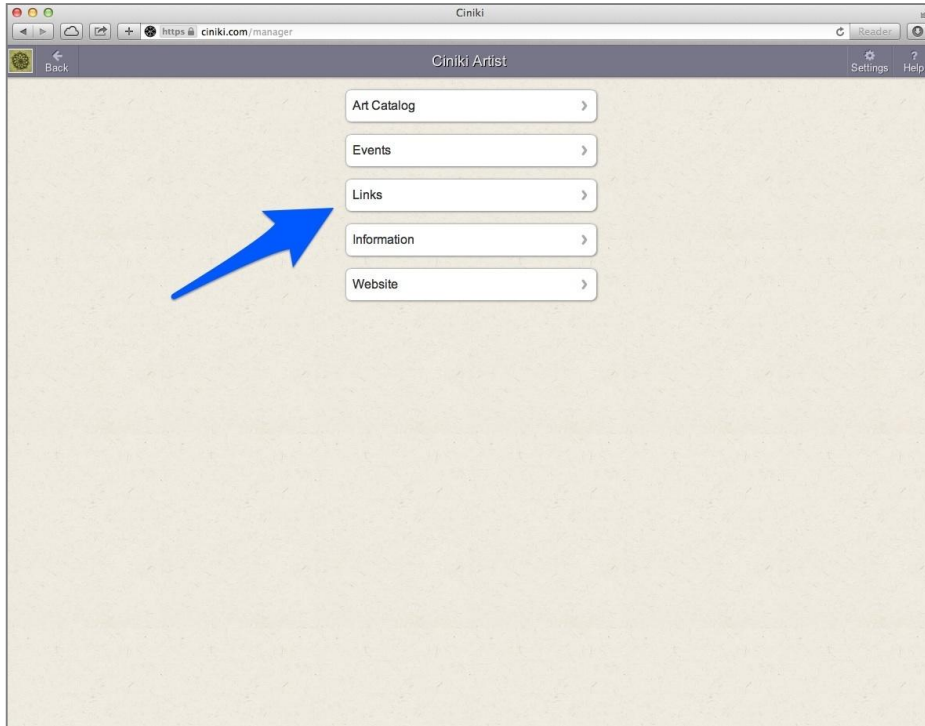 Ciniki
https ciniki.com/manager
Reader
Back
Ciniki Artist
Settings
? Help
Art Catalog
Events
Links
Information
Website